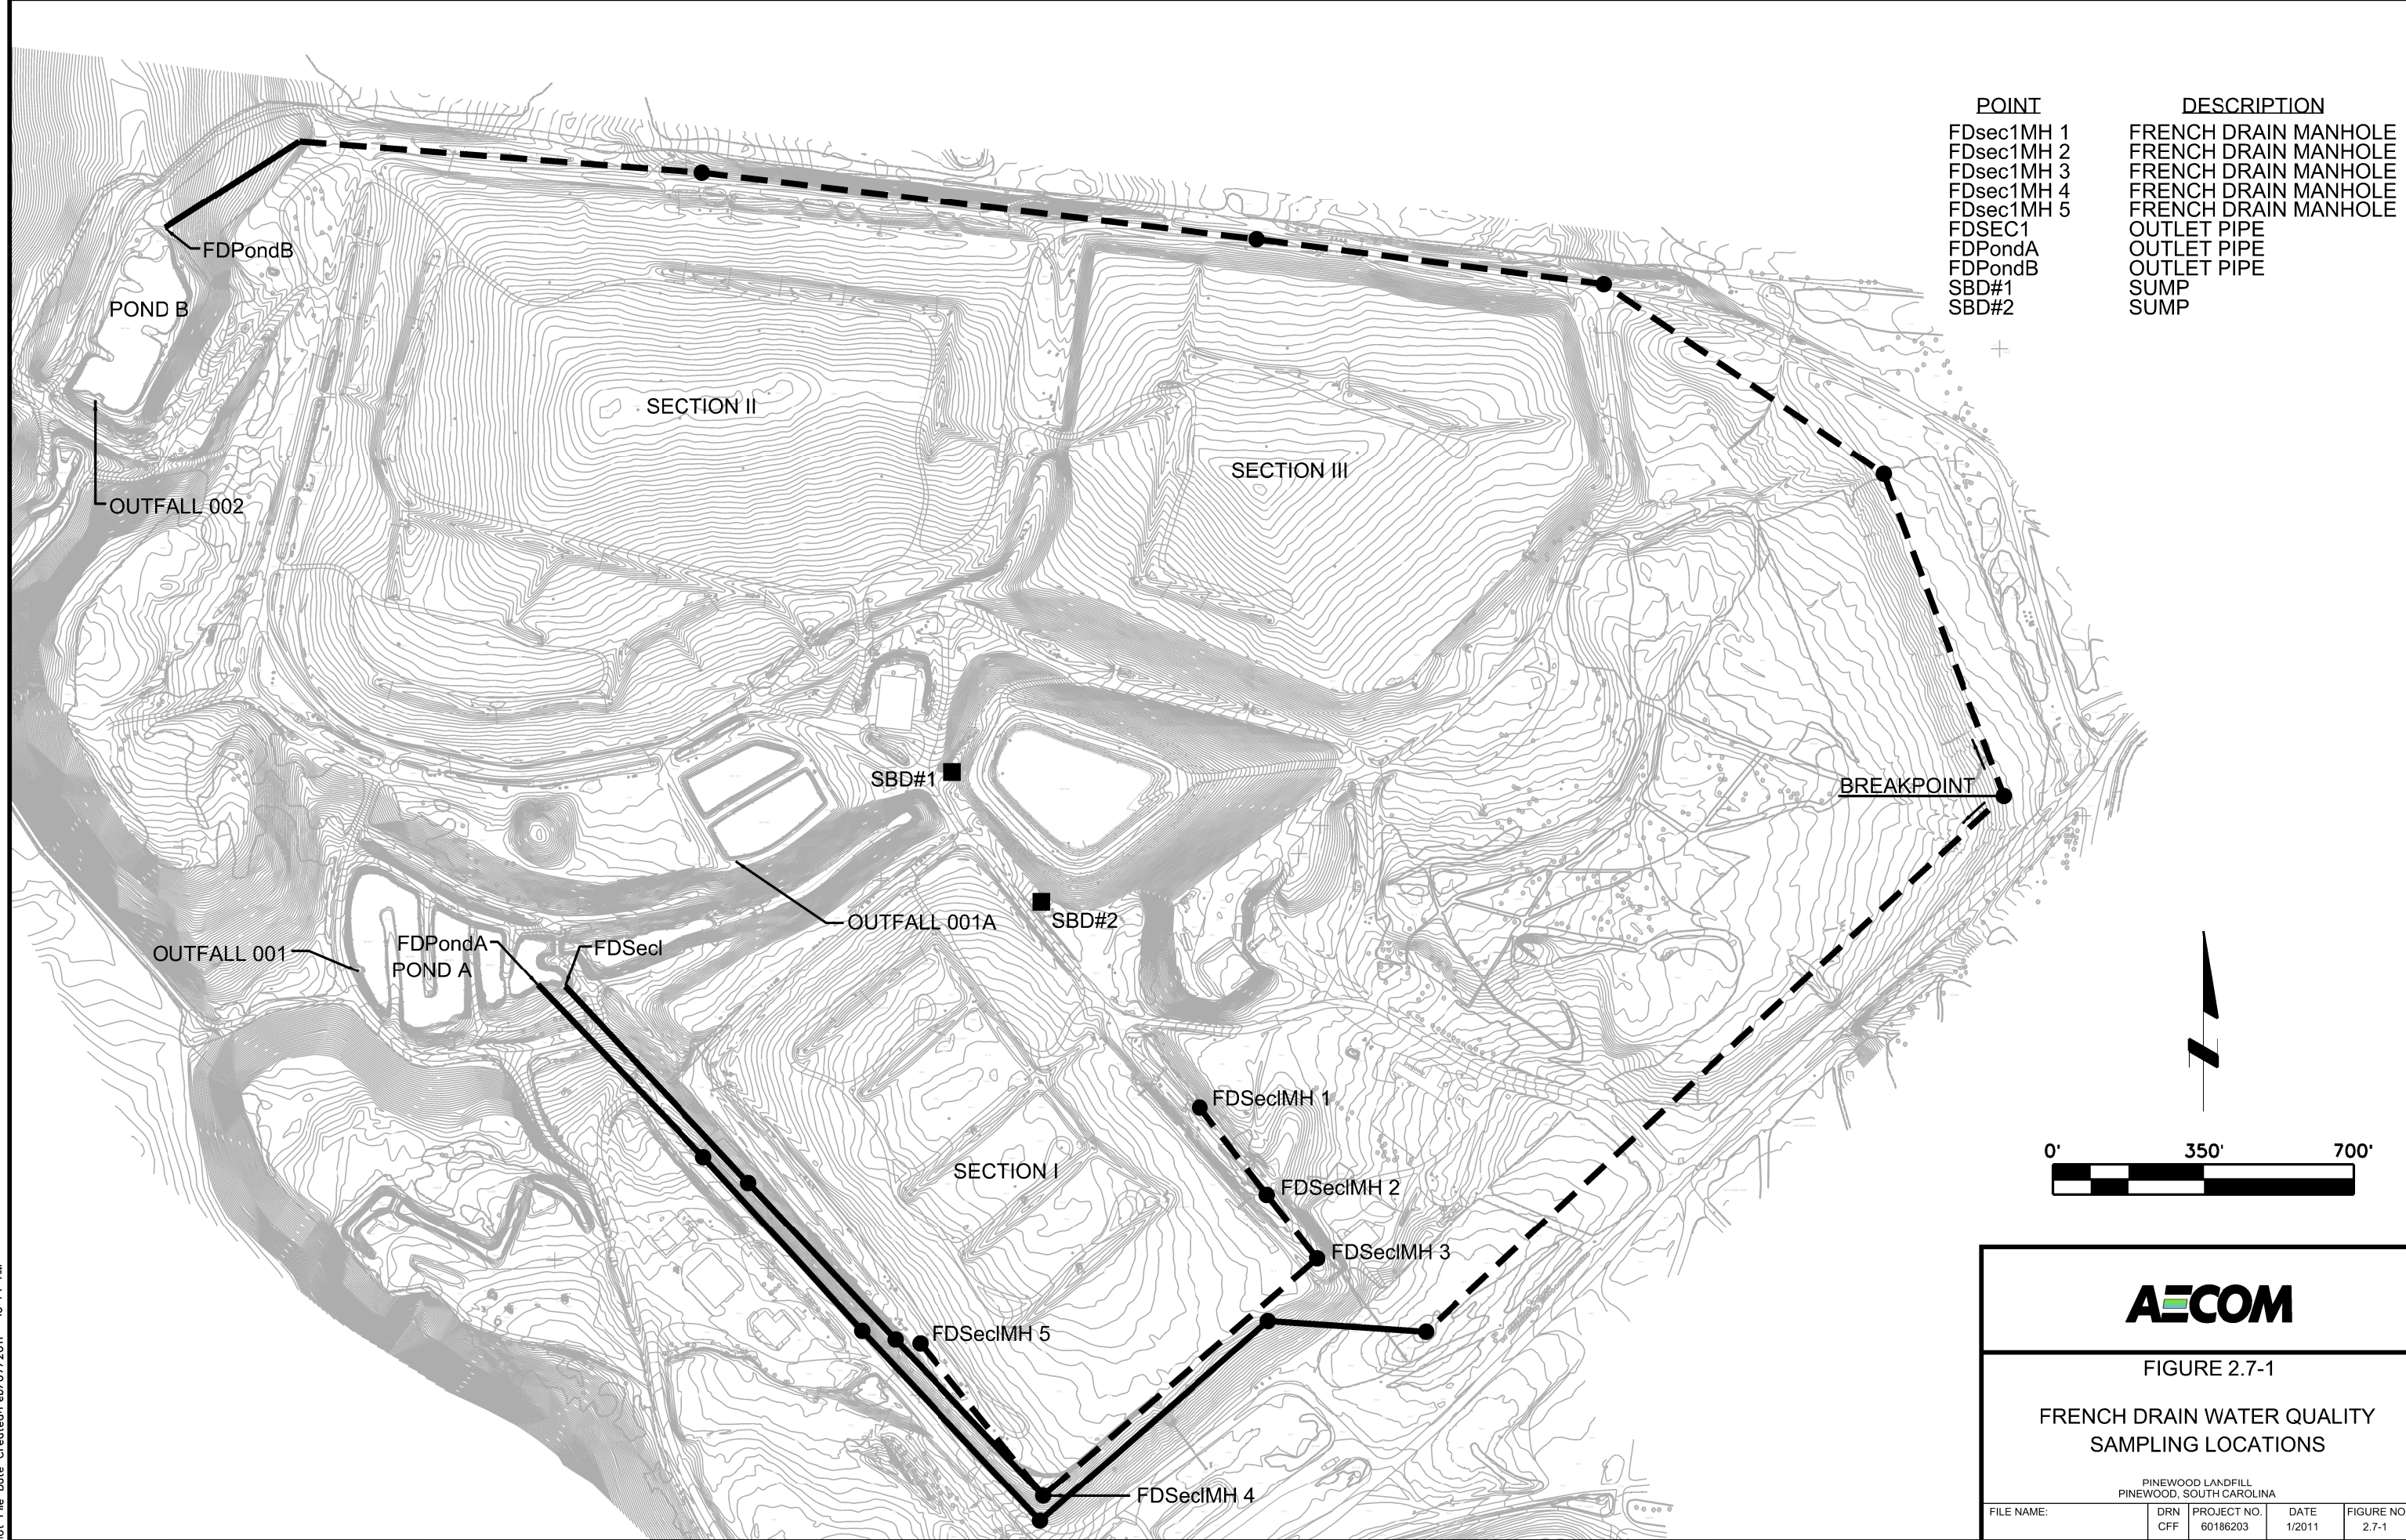 POINT DESCRIPTION
FDsec1MH 1 FRENCH DRAIN MANHOLE
FDsec1MH 2 FRENCH DRAIN MANHOLE
FDsec1MH 3 FRENCH DRAIN MANHOLE
FDsec1MH 4 FRENCH DRAIN MANHOLE
FDsec1MH 5 FRENCH DRAIN MANHOLE
FDSEC1 OUTLET PIPE
FDPondA OUTLET PIPE
FDPondB OUTLET PIPE
SBD#1 SUMP
SBD#2 SUMP
FDPondB
POND B
SECTION II
SECTION III
OUTFALL 002
SBD#1
BREAKPOINT
OUTFALL 001A
SBD#2
OUTFALL 001
FDPondA
FDSecI
POND A
FDSecIMH 1
SECTION I
FDSecIMH 2
FDSecIMH 3
FDSecIMH 5
FDSecIMH 4
0' 350' 700'
AECOM
FIGURE 2.7-1
FRENCH DRAIN WATER QUALITY
SAMPLING LOCATIONS
PINEWOOD LANDFILL
PINEWOOD, SOUTH CAROLINA
FILE NAME: DRN PROJECT NO. DATE FIGURE NO
CFF 60186203 1/2011 2.7-1